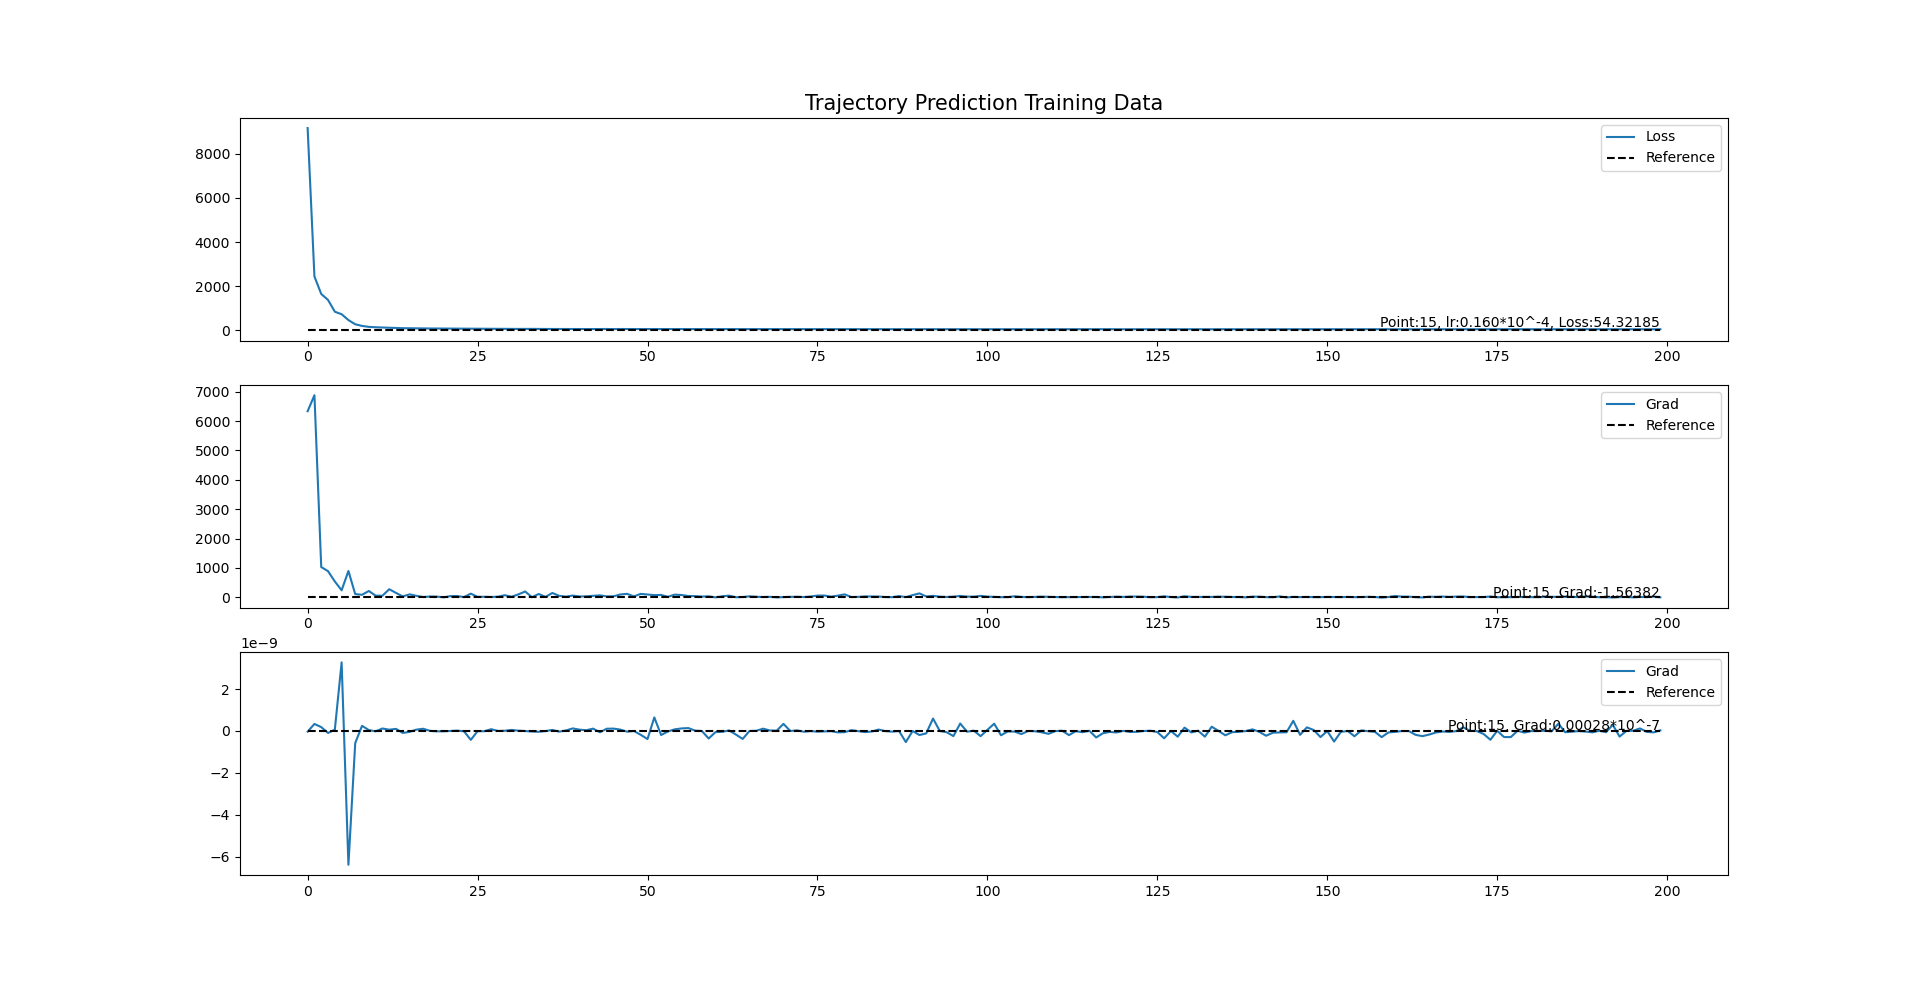 Trajectory Prediction Training Data
8000
6000
4000
2000
0
Loss
Reference
Point:15, lr:0.160*10^-4, Loss:54.32185
0 25 50 75 100 125 150 175 200
7000
6000
5000
4000
3000
2000
1000
0
Grad
Reference
Point:15, Grad:-1.56382
0 25 50 75 100 125 150 175 200
1e−9
2
0
−2
−4
−6
Grad
Reference
Point:15, Grad:0.00028*10^-7
0 25 50 75 100 125 150 175 200